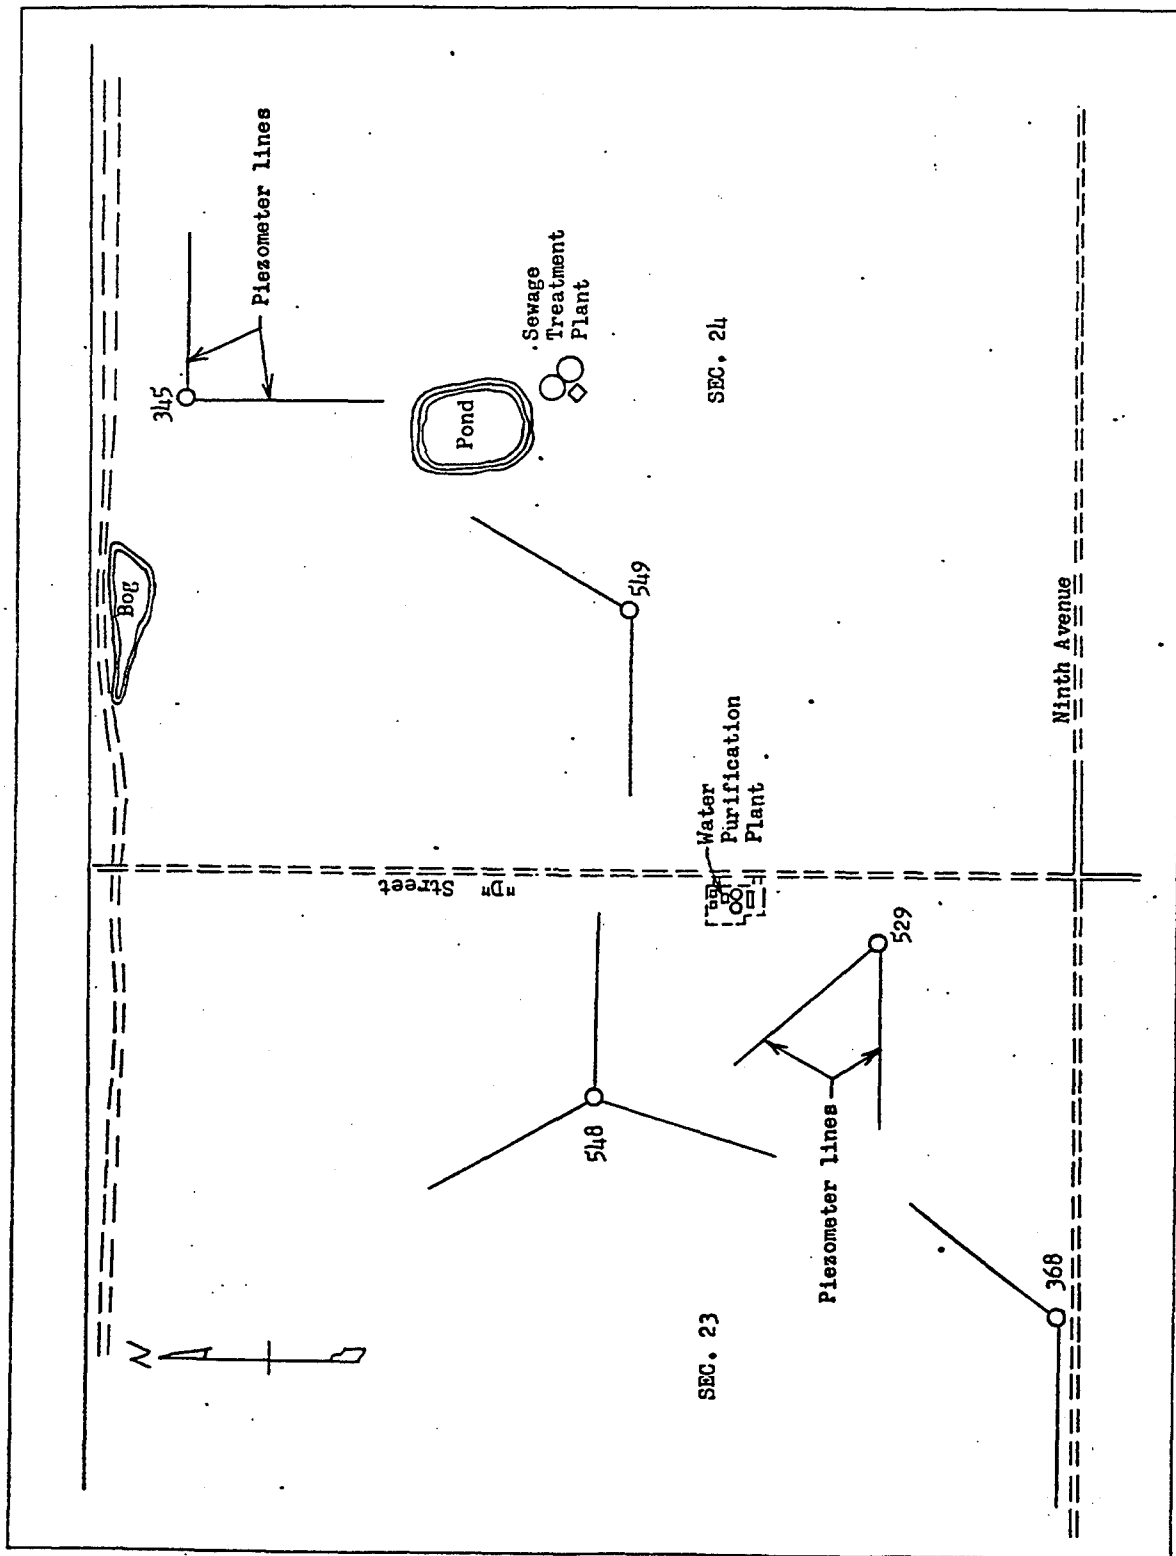 345
Piezometer lines
Bog
Pond
Sewage
Treatment
Plant
549
SEC. 24
"D" Street
Water
Purification
Plant
Ninth Avenue
548
529
Piezometer lines
N
SEC. 23
368